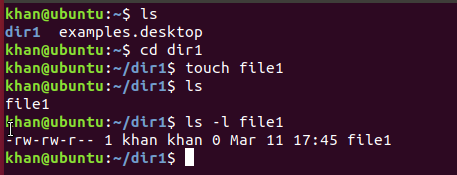 khan@ubuntu:~$ ls
dir1  examples.desktop
khan@ubuntu:~$ cd dir1
khan@ubuntu:~/dir1$ touch file1
khan@ubuntu:~/dir1$ ls
file1
khan@ubuntu:~/dir1$ ls -l file1
-rw-rw-r-- 1 khan khan 0 Mar 11 17:45 file1
khan@ubuntu:~/dir1$